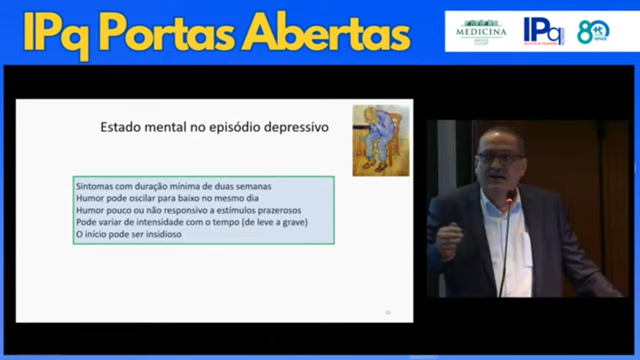 IPq Portas Abertas
MEDICINA
IPq
80
Estado mental no episódio depressivo
Sintomas com duração mínima de duas semanas
Humor pode oscilar para baixo no mesmo dia
Humor pouco ou não responsivo a estímulos prazerosos
Pode variar de intensidade com o tempo (de leve a grave)
O início pode ser insidioso